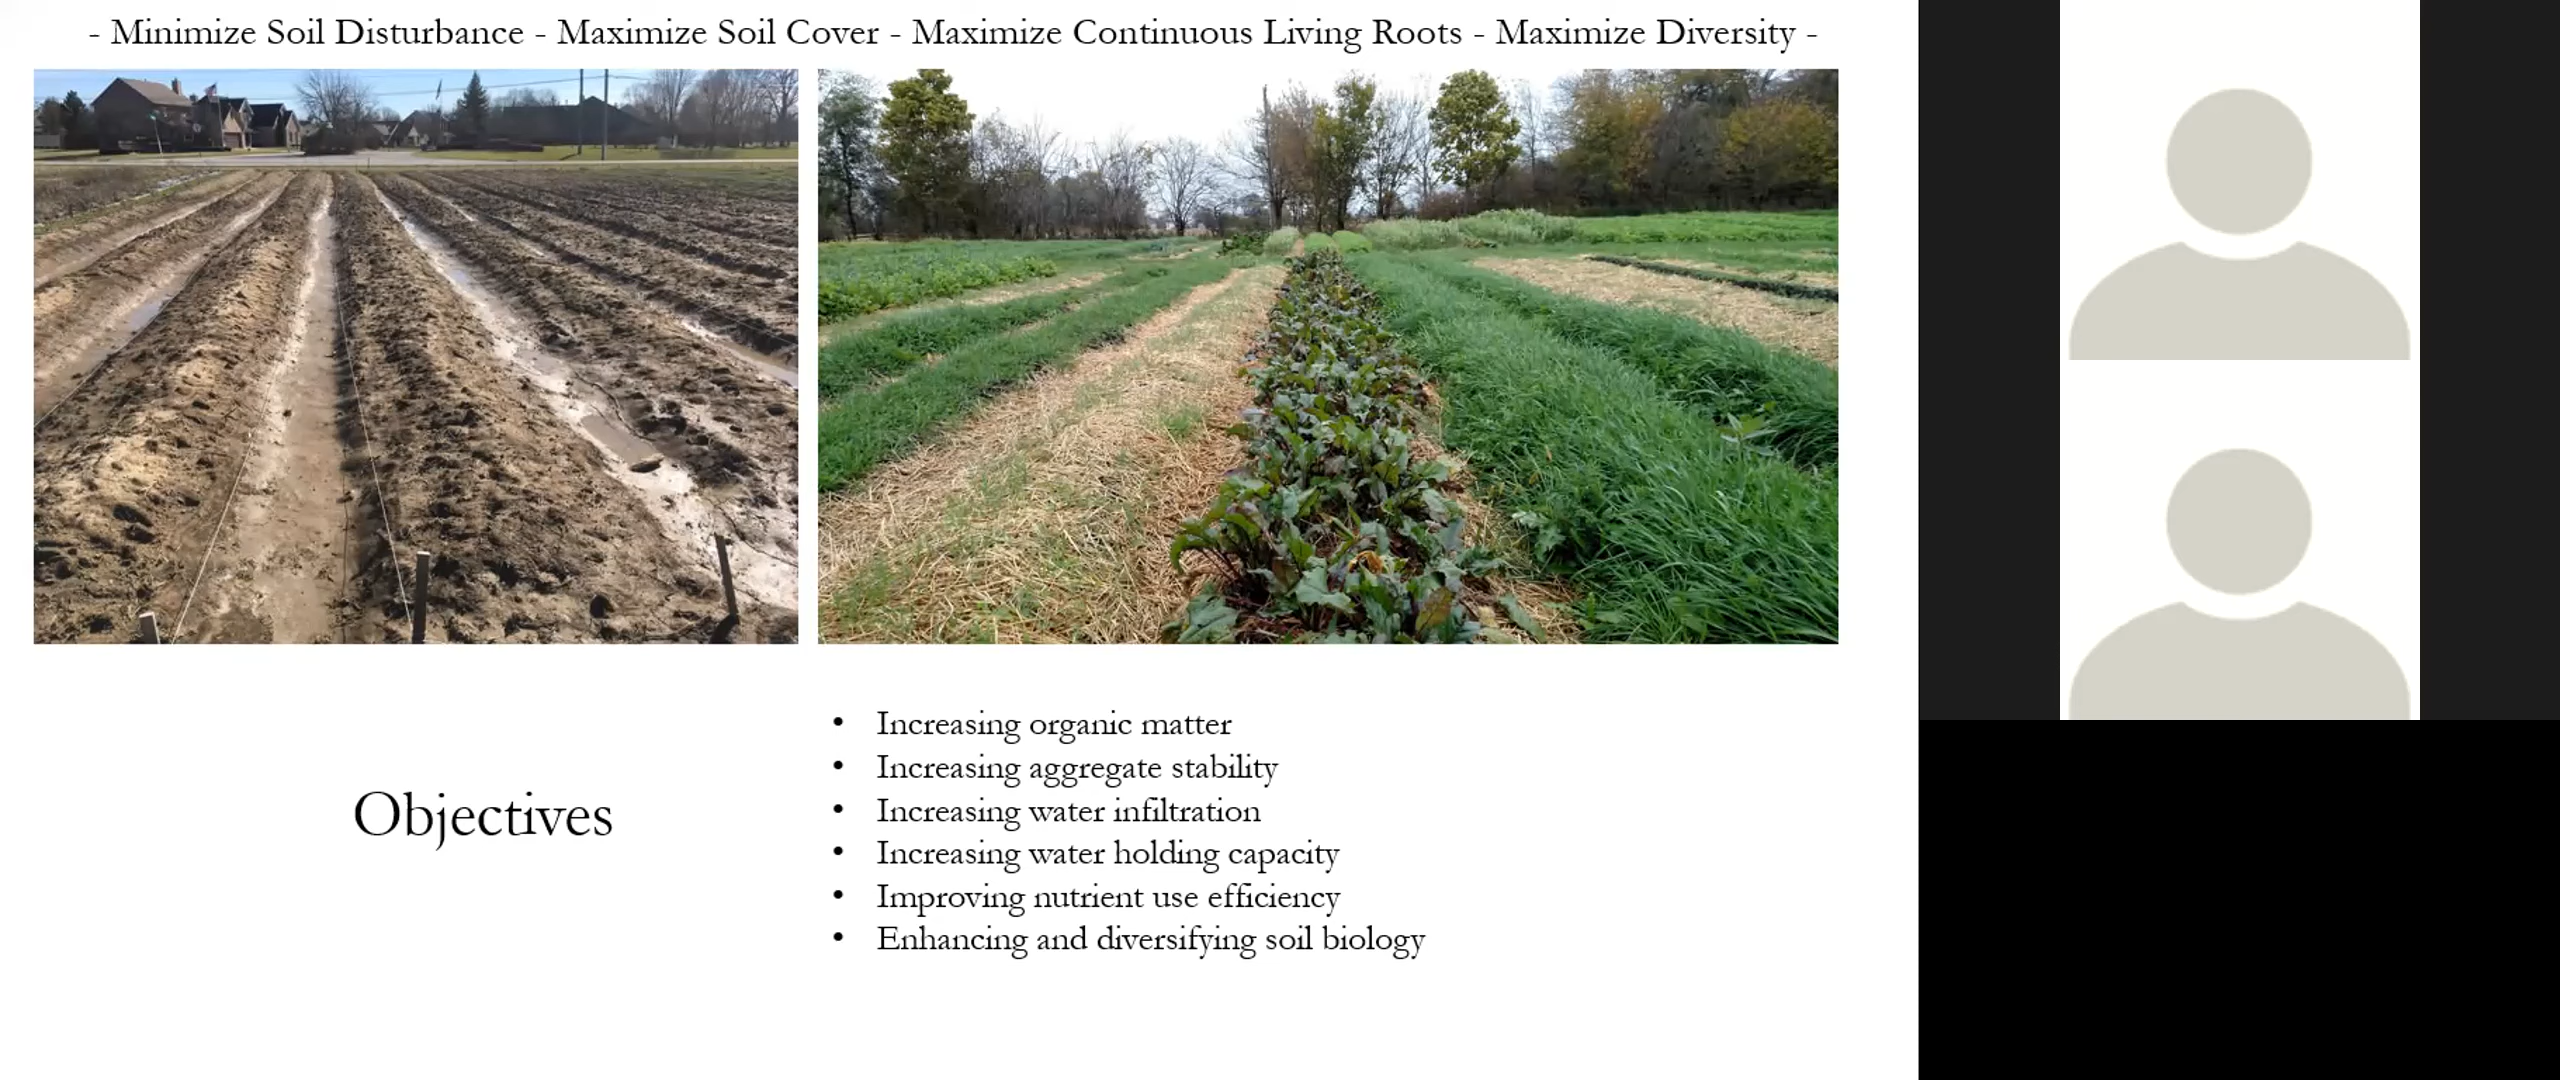 - Minimize Soil Disturbance - Maximize Soil Cover - Maximize Continuous Living Roots - Maximize Diversity -
Objectives
• Increasing organic matter
• Increasing aggregate stability
• Increasing water infiltration
• Increasing water holding capacity
• Improving nutrient use efficiency
• Enhancing and diversifying soil biology